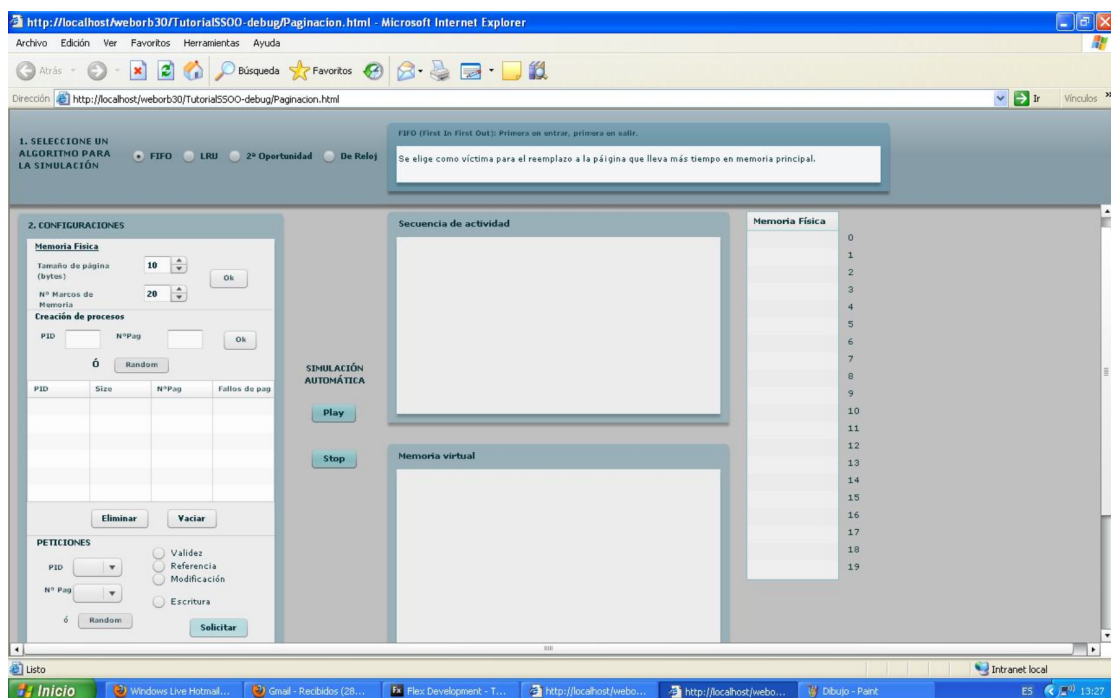 http://localhost/weborb30/TutorialSSOO-debug/Paginacion.html - Microsoft Internet Explorer
Archivo Edición Ver Favoritos Herramientas Ayuda
Atrás Búsqueda Favoritos
Dirección http://localhost/weborb30/TutorialSSOO-debug/Paginacion.html Ir Vínculos »
1. SELECCIONE UN
ALGORITMO PARA
LA SIMULACIÓN
FIFO LRU 2ª Oportunidad De Reloj
FIFO (First In First Out): Primera en entrar, primera en salir.
Se elige como víctima para el reemplazo a la páigina que lleva más tiempo en memoria principal.
2. CONFIGURACIONES
Memoria Fisica
Tamaño de página
(bytes)
10
Ok
Nº Marcos de
Memoria
20
Creación de procesos
PID NºPag Ok
Ó Random
PID Size NºPag Fallos de pag
Eliminar Vaciar
PETICIONES
PID
Nº Pag
ó Random
Validez
Referencia
Modificación
Escritura
Solicitar
SIMULACIÓN
AUTOMÁTICA
Play
Stop
Secuencia de actividad
Memoria virtual
Memoria Física
0
1
2
3
4
5
6
7
8
9
10
11
12
13
14
15
16
17
18
19
Listo Intranet local
Inicio Windows Live Hotmail... Gmail - Recibidos (28... Flex Development - T... http://localhost/webo... http://localhost/webo... Dibujo - Paint ES 13:27